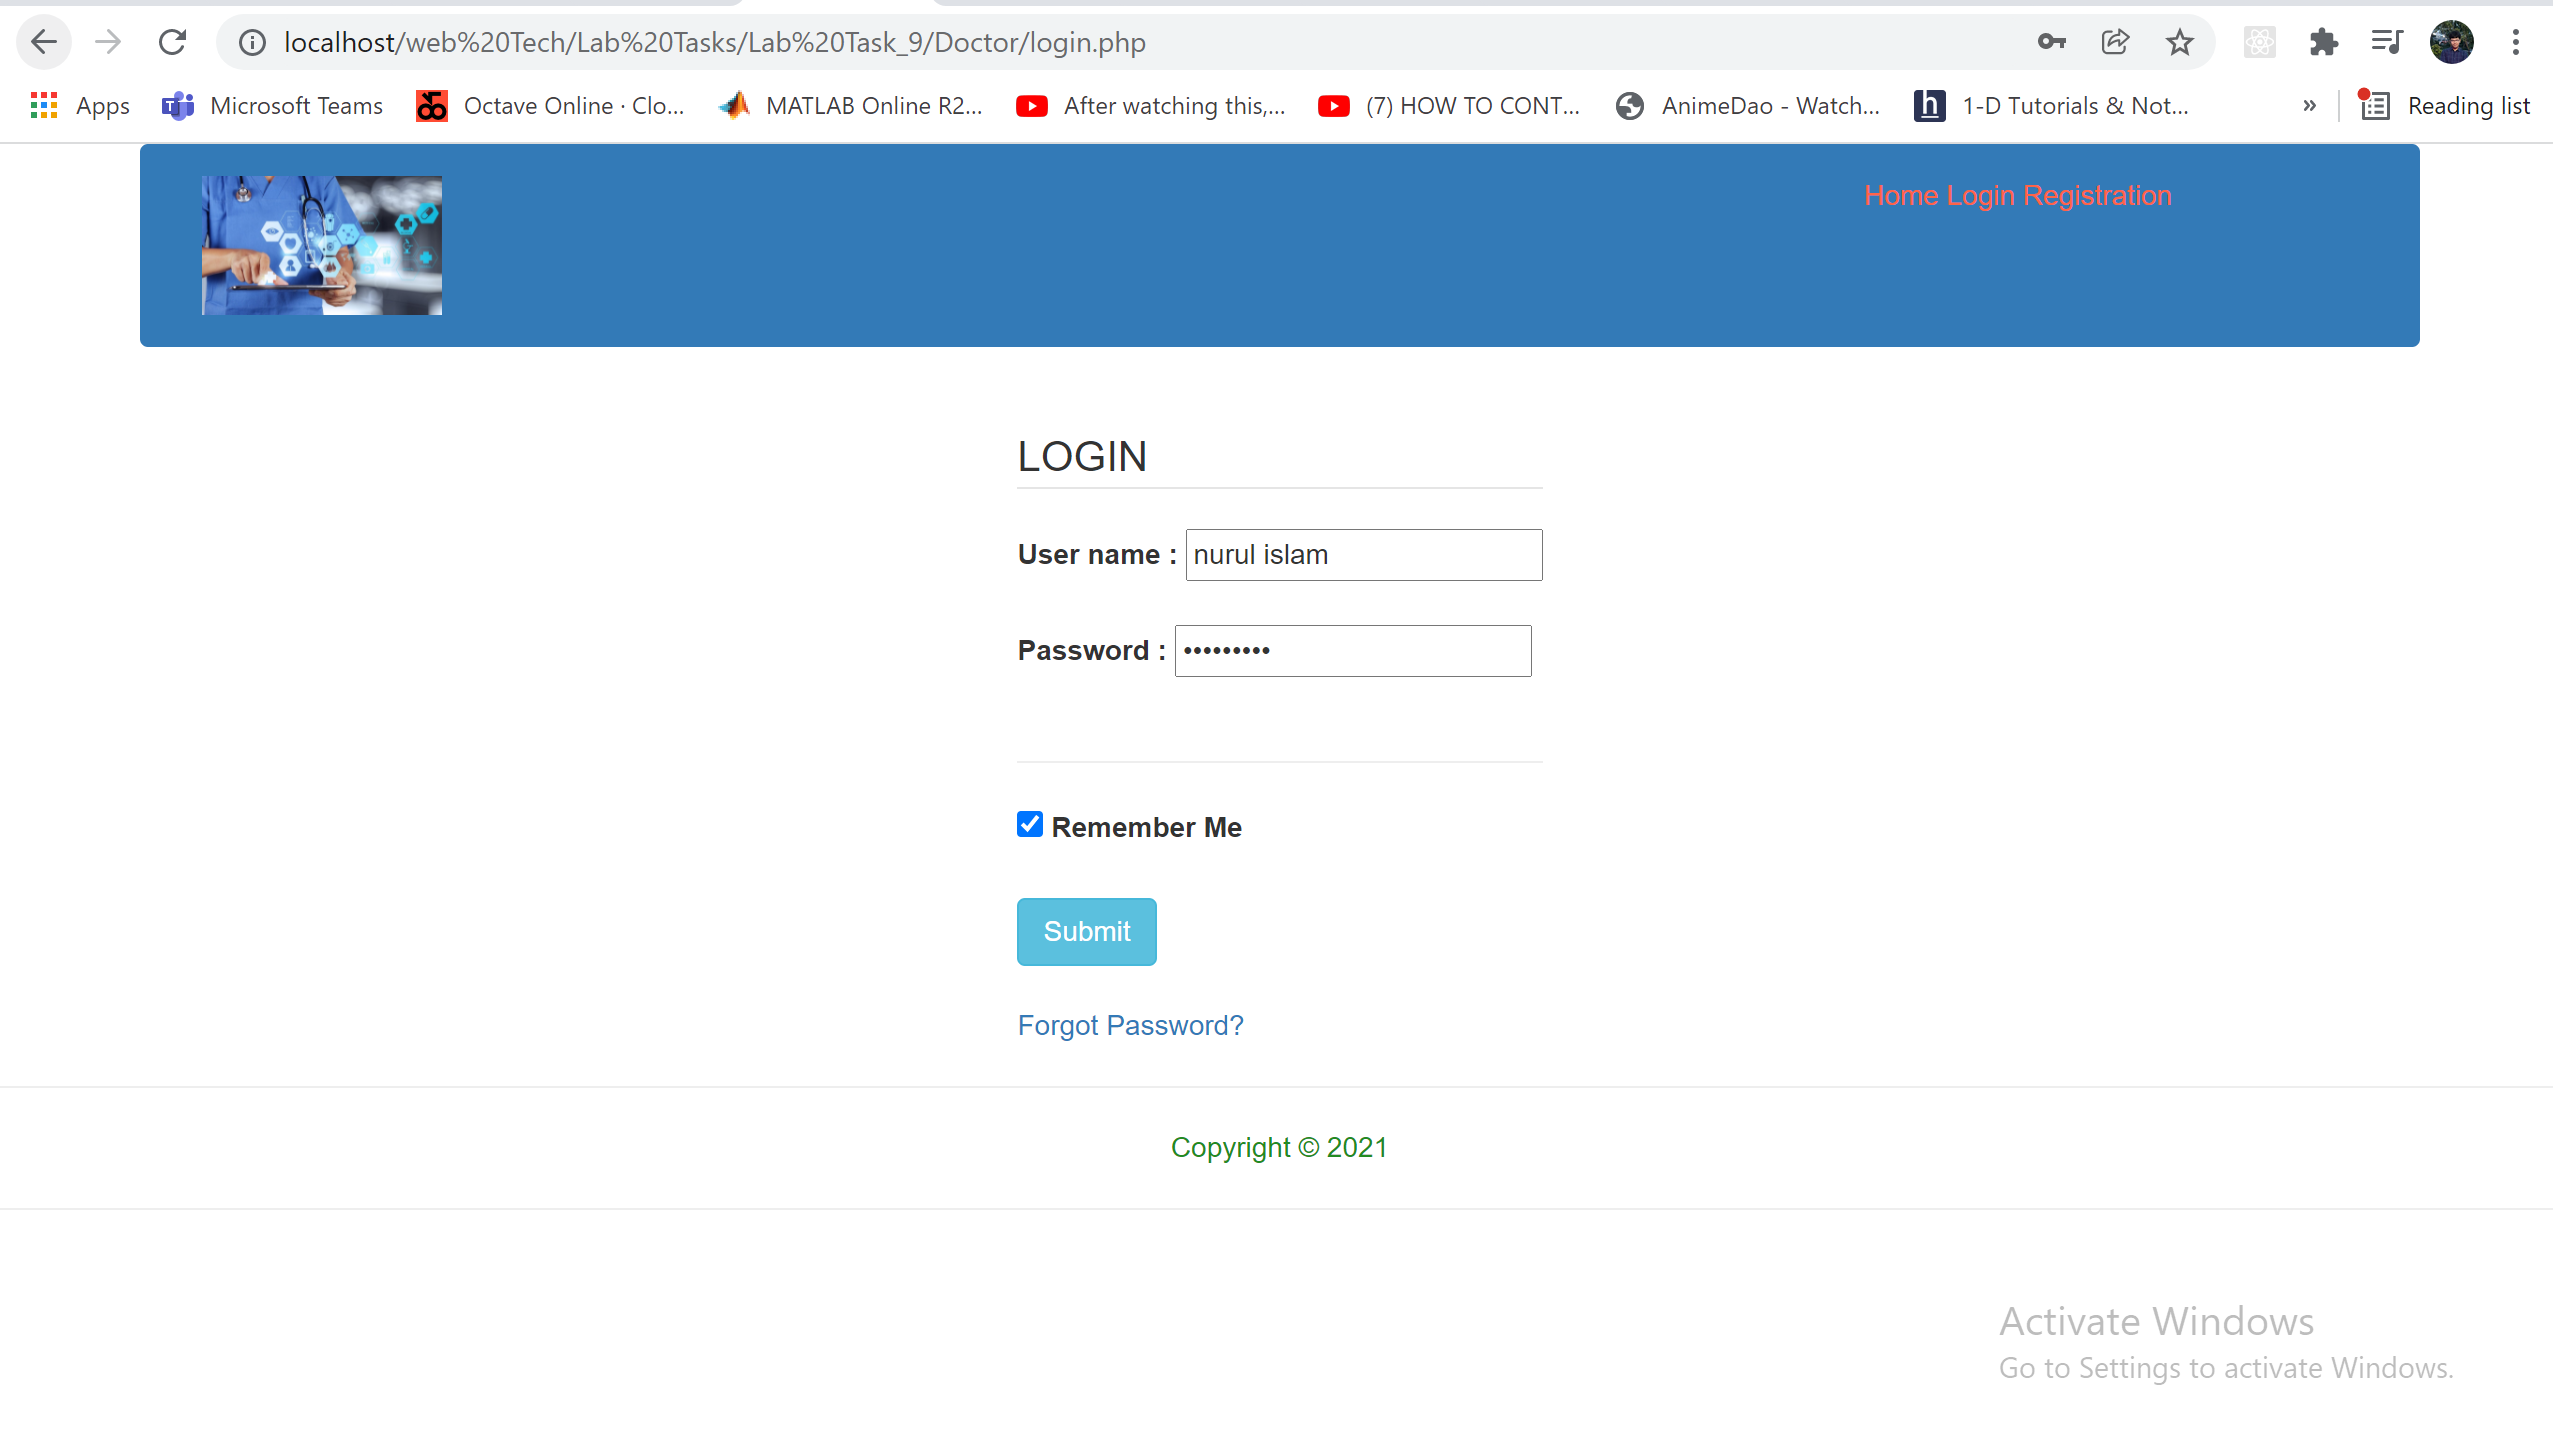 localhost/web%20Tech/Lab%20Tasks/Lab%20Task_9/Doctor/login.php
Apps Microsoft Teams Octave Online · Clo... MATLAB Online R2... After watching this,... (7) HOW TO CONT... AnimeDao - Watch... 1-D Tutorials & Not... » Reading list
Home Login Registration
LOGIN
User name : nurul islam
Password : •••••••••
Remember Me
Submit
Forgot Password?
Copyright © 2021
Activate Windows
Go to Settings to activate Windows.